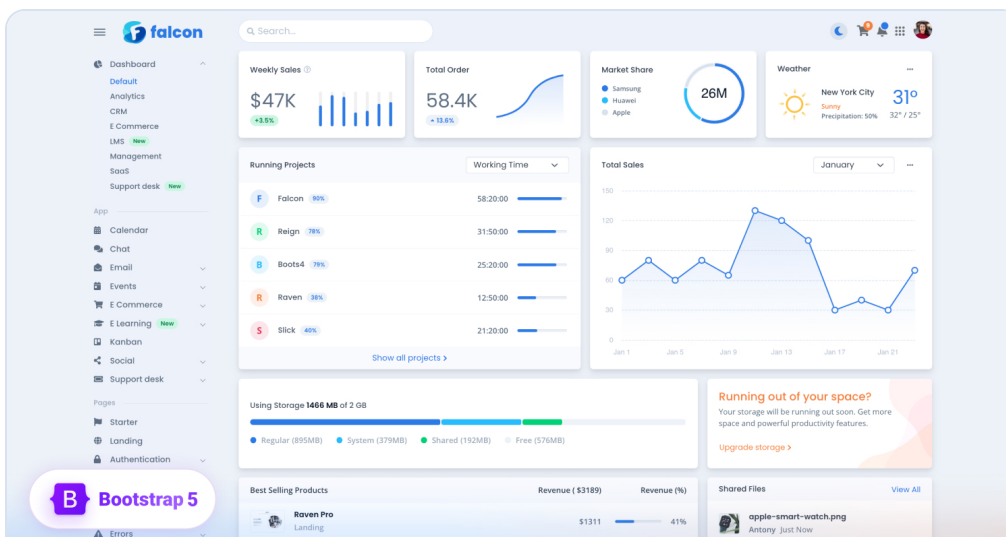 falcon
Search...
9
Dashboard
Default
Analytics
CRM
E Commerce
LMS New
Management
SaaS
Support desk New
App
Calendar
Chat
Email
Events
E Commerce
E Learning New
Kanban
Social
Support desk
Pages
Starter
Landing
Authentication
Errors
B Bootstrap 5
Weekly Sales
$47K
+3.5%
Total Order
58.4K
+ 13.6%
Market Share
Samsung
Huawei
Apple
26M
Weather
New York City
Sunny
Precipitation: 50%
31°
32° / 25°
Running Projects
Working Time
F Falcon 90% 58:20:00
R Reign 78% 31:50:00
B Boots4 79% 25:20:00
R Raven 38% 12:50:00
S Slick 40% 21:20:00
Show all projects >
Total Sales
January
150
120
90
60
30
0
Jan 1 Jan 5 Jan 9 Jan 13 Jan 17 Jan 21
Using Storage 1466 MB of 2 GB
Regular (895MB) System (379MB) Shared (192MB) Free (576MB)
Running out of your space?
Your storage will be running out soon. Get more
space and powerful productivity features.
Upgrade storage >
Best Selling Products Revenue ( $3189) Revenue (%)
Raven Pro
Landing
$1311 41%
Shared Files View All
apple-smart-watch.png
Antony Just Now